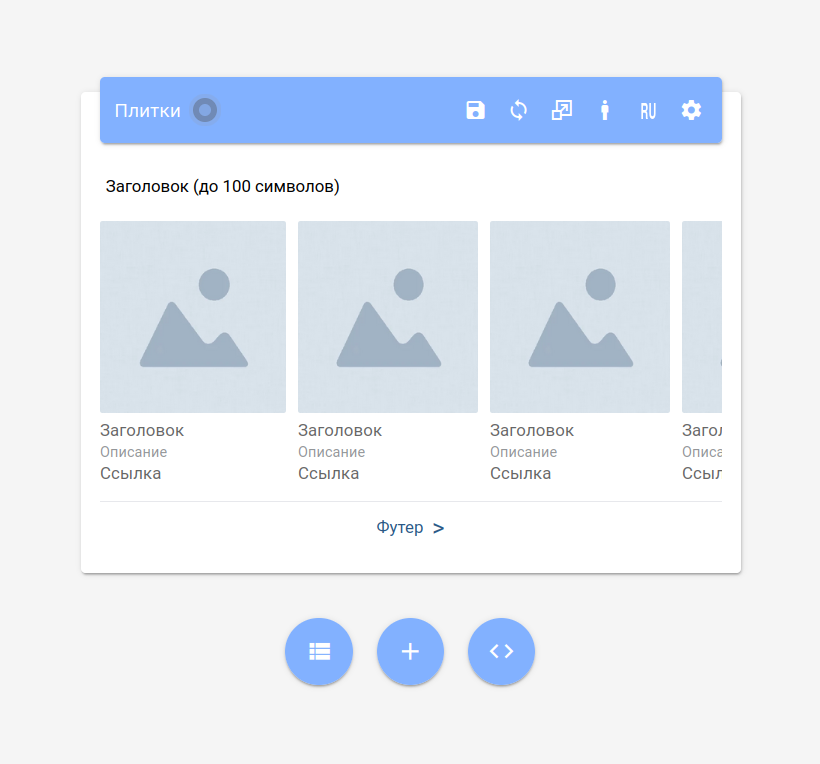 Плитки
RU
Заголовок (до 100 символов)
Заголовок Заголовок Заголовок Загол
Описание Описание Описание Описа
Ссылка Ссылка Ссылка Ссыл
Футер >